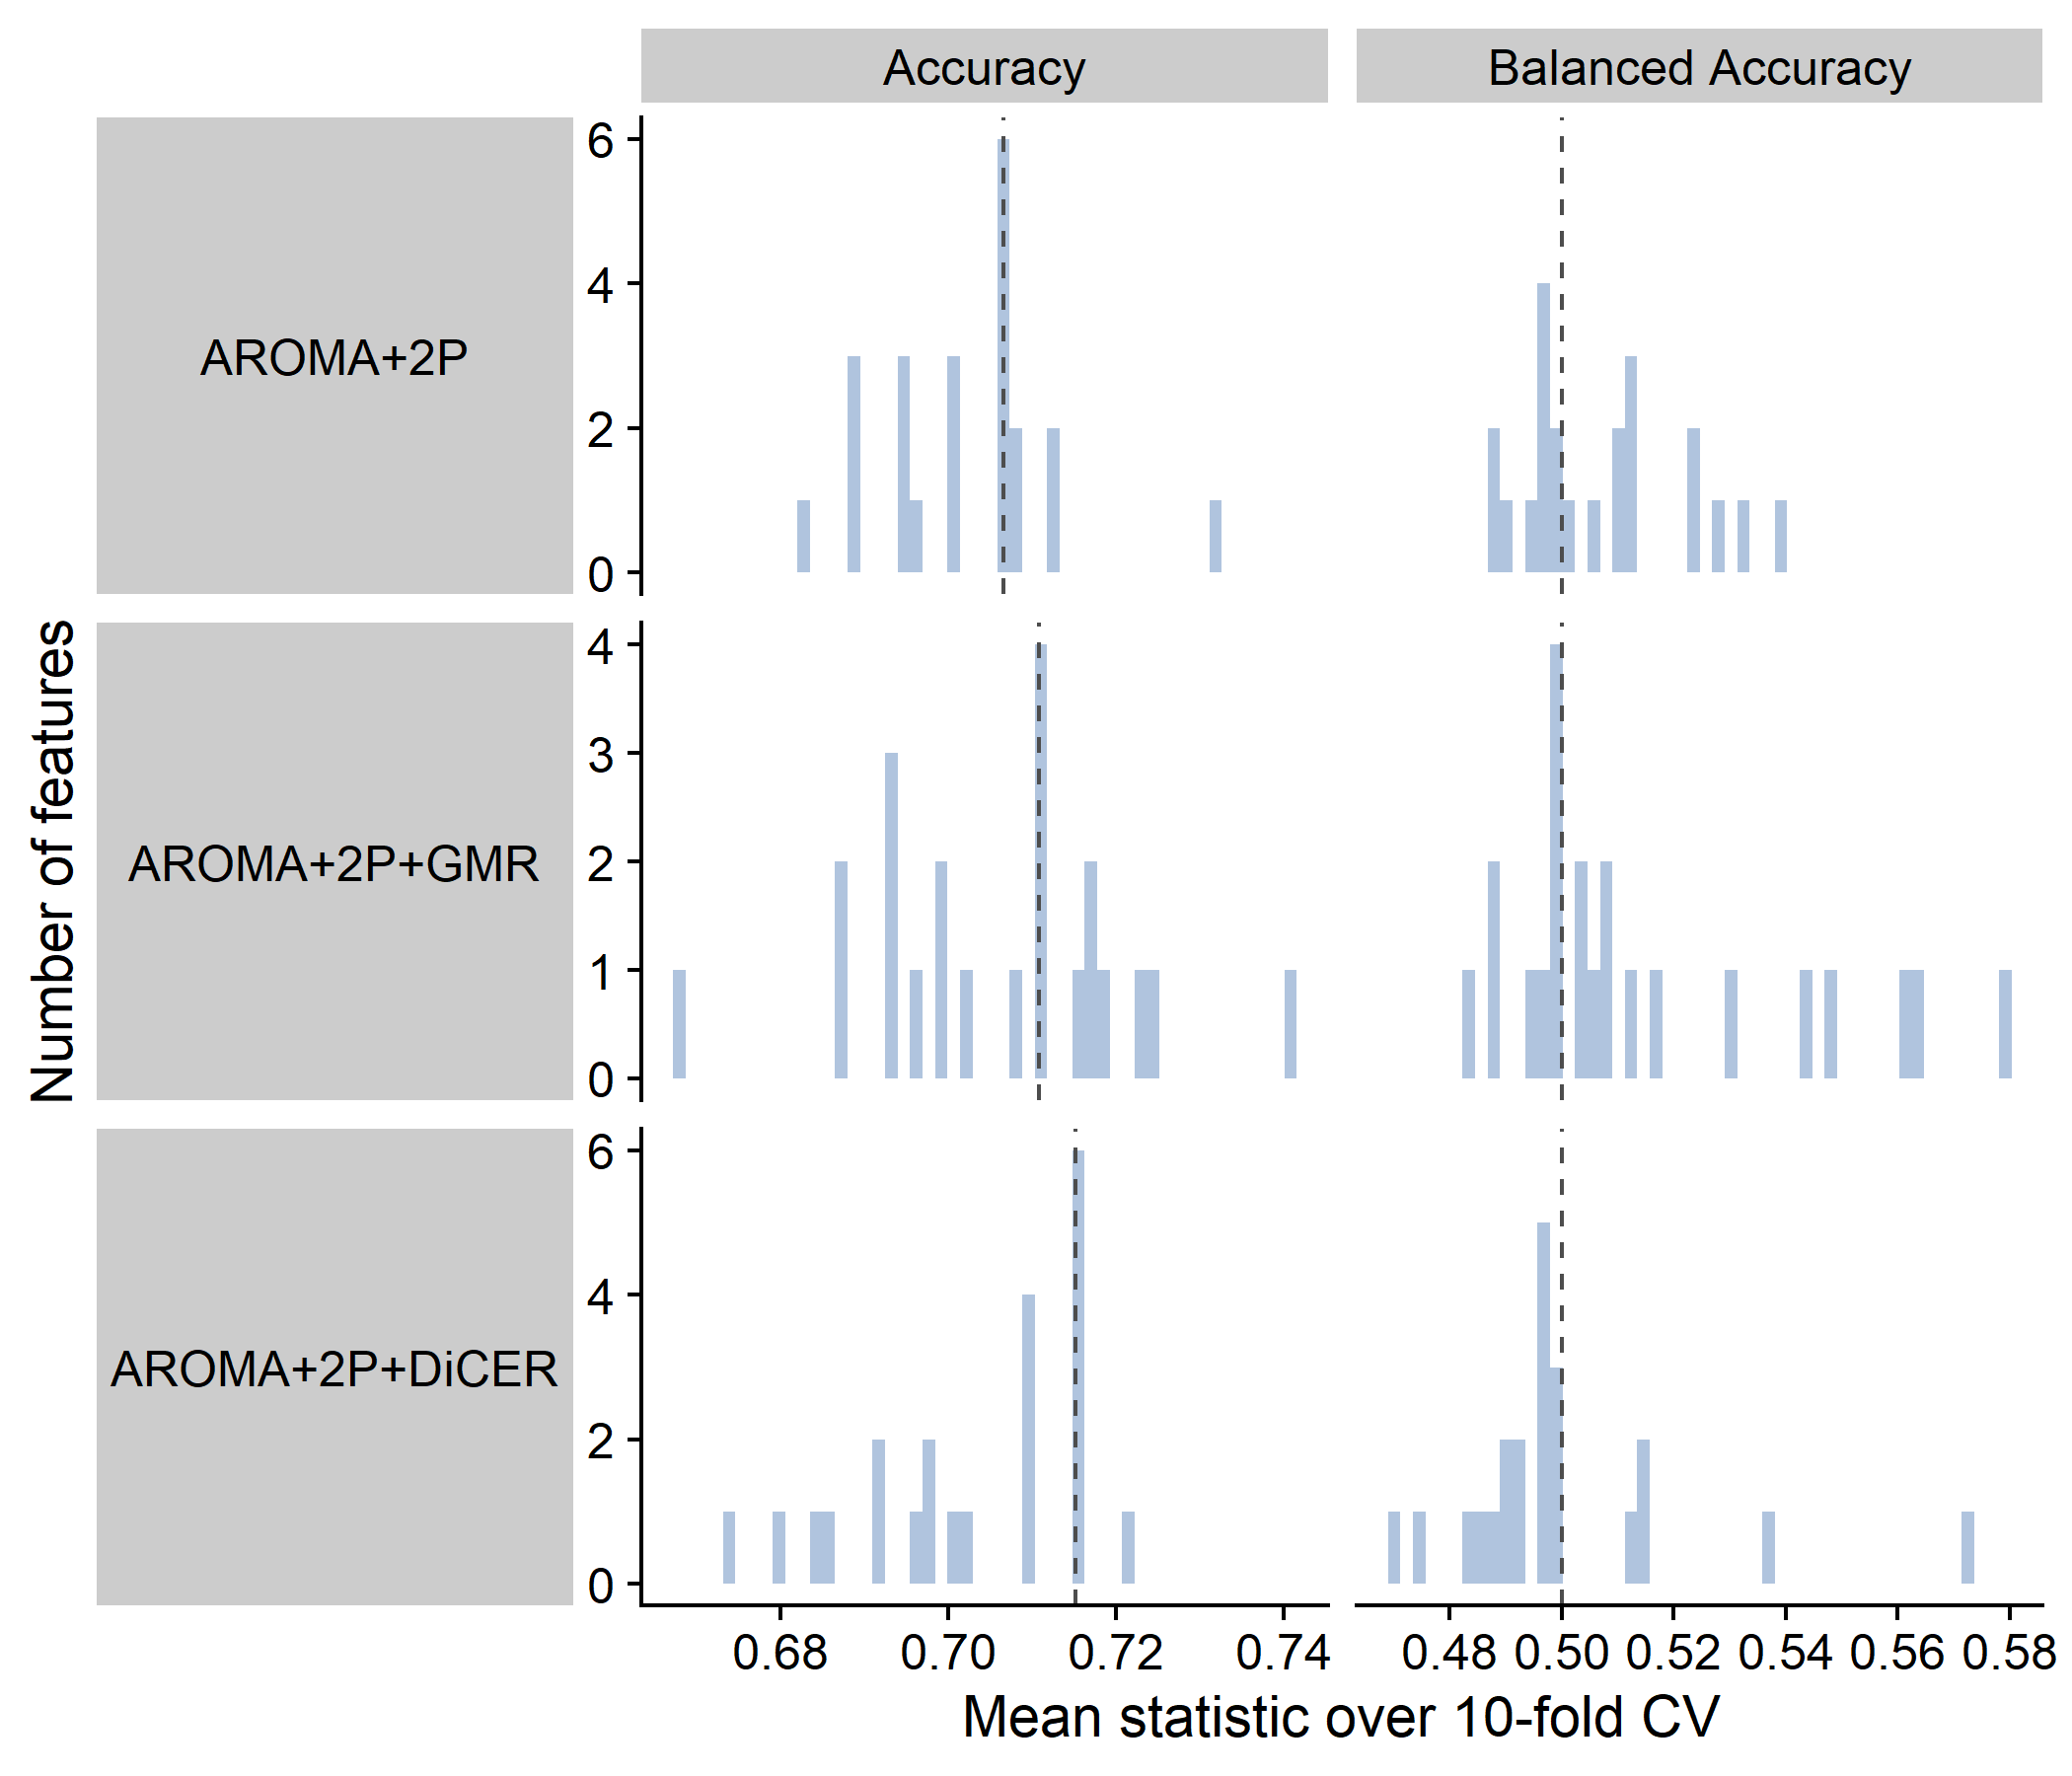 Accuracy
Balanced Accuracy
Number of features
AROMA+2P
6
4
2
0
AROMA+2P+GMR
4
3
2
1
0
AROMA+2P+DiCER
6
4
2
0
0.68 0.70 0.72 0.74
0.48 0.50 0.52 0.54 0.56 0.58
Mean statistic over 10-fold CV